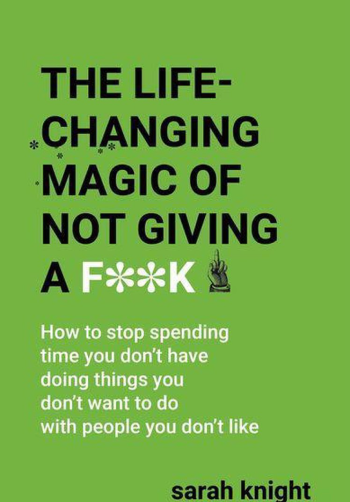 THE LIFE-
CHANGING
MAGIC OF
NOT GIVING
A F**K
How to stop spending
time you don't have
doing things you
don't want to do
with people you don't like
sarah knight